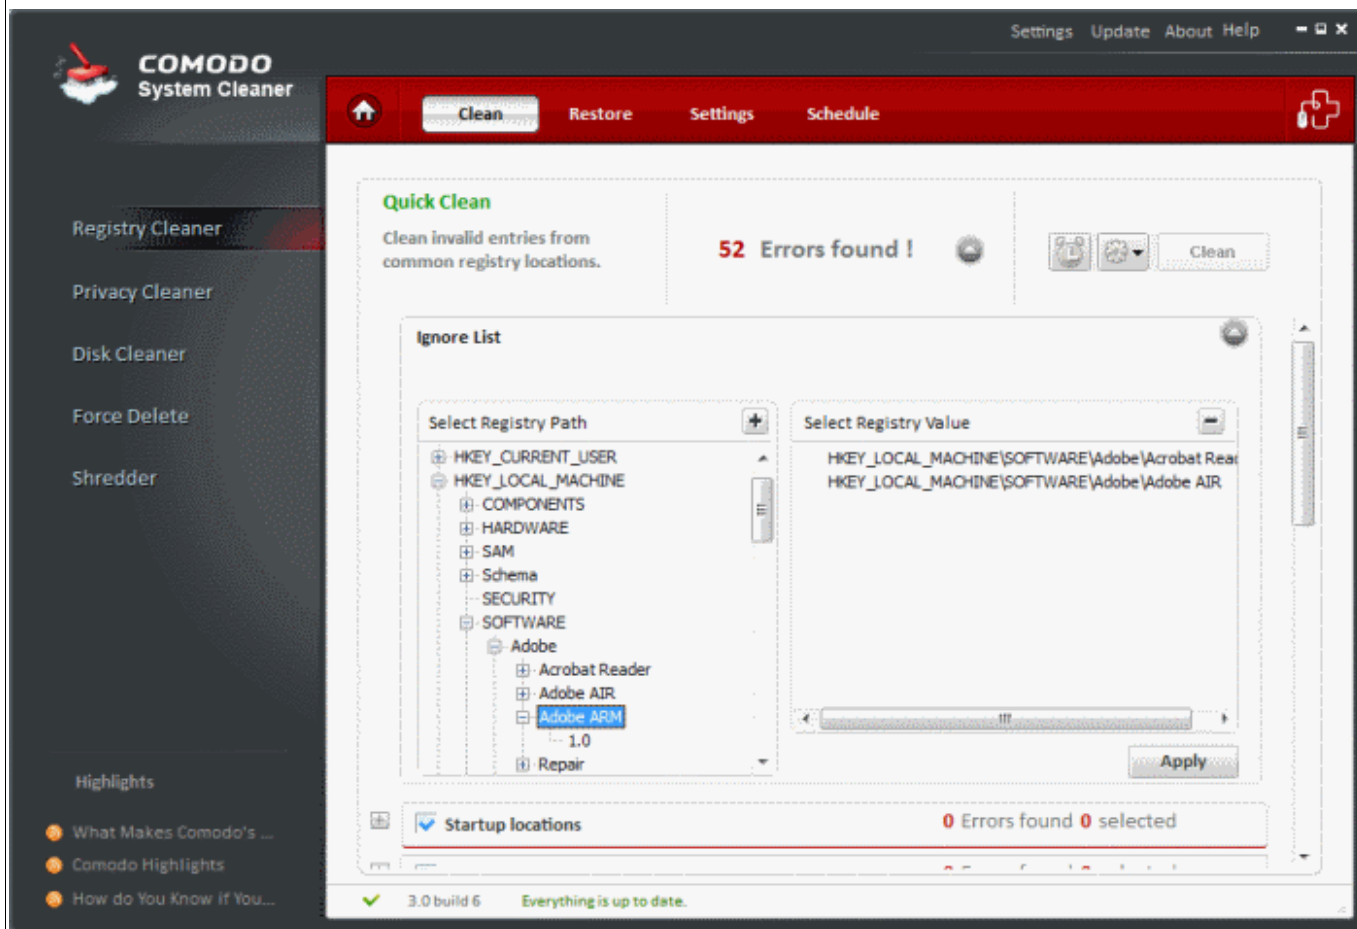 Settings Update About Help
COMODO
System Cleaner
Clean Restore Settings Schedule
Registry Cleaner
Privacy Cleaner
Disk Cleaner
Force Delete
Shredder
Quick Clean
Clean invalid entries from
common registry locations.
52 Errors found !
Clean
Ignore List
Select Registry Path
HKEY_CURRENT_USER
HKEY_LOCAL_MACHINE
COMPONENTS
HARDWARE
SAM
Schema
SECURITY
SOFTWARE
Adobe
Acrobat Reader
Adobe AIR
Adobe ARM
1.0
Repair
Select Registry Value
HKEY_LOCAL_MACHINE\SOFTWARE\Adobe\Acrobat Read
HKEY_LOCAL_MACHINE\SOFTWARE\Adobe\Adobe AIR
Apply
Startup locations 0 Errors found 0 selected
Highlights
What Makes Comodo's ...
Comodo Highlights
How do You Know if You...
3.0 build 6 Everything is up to date.